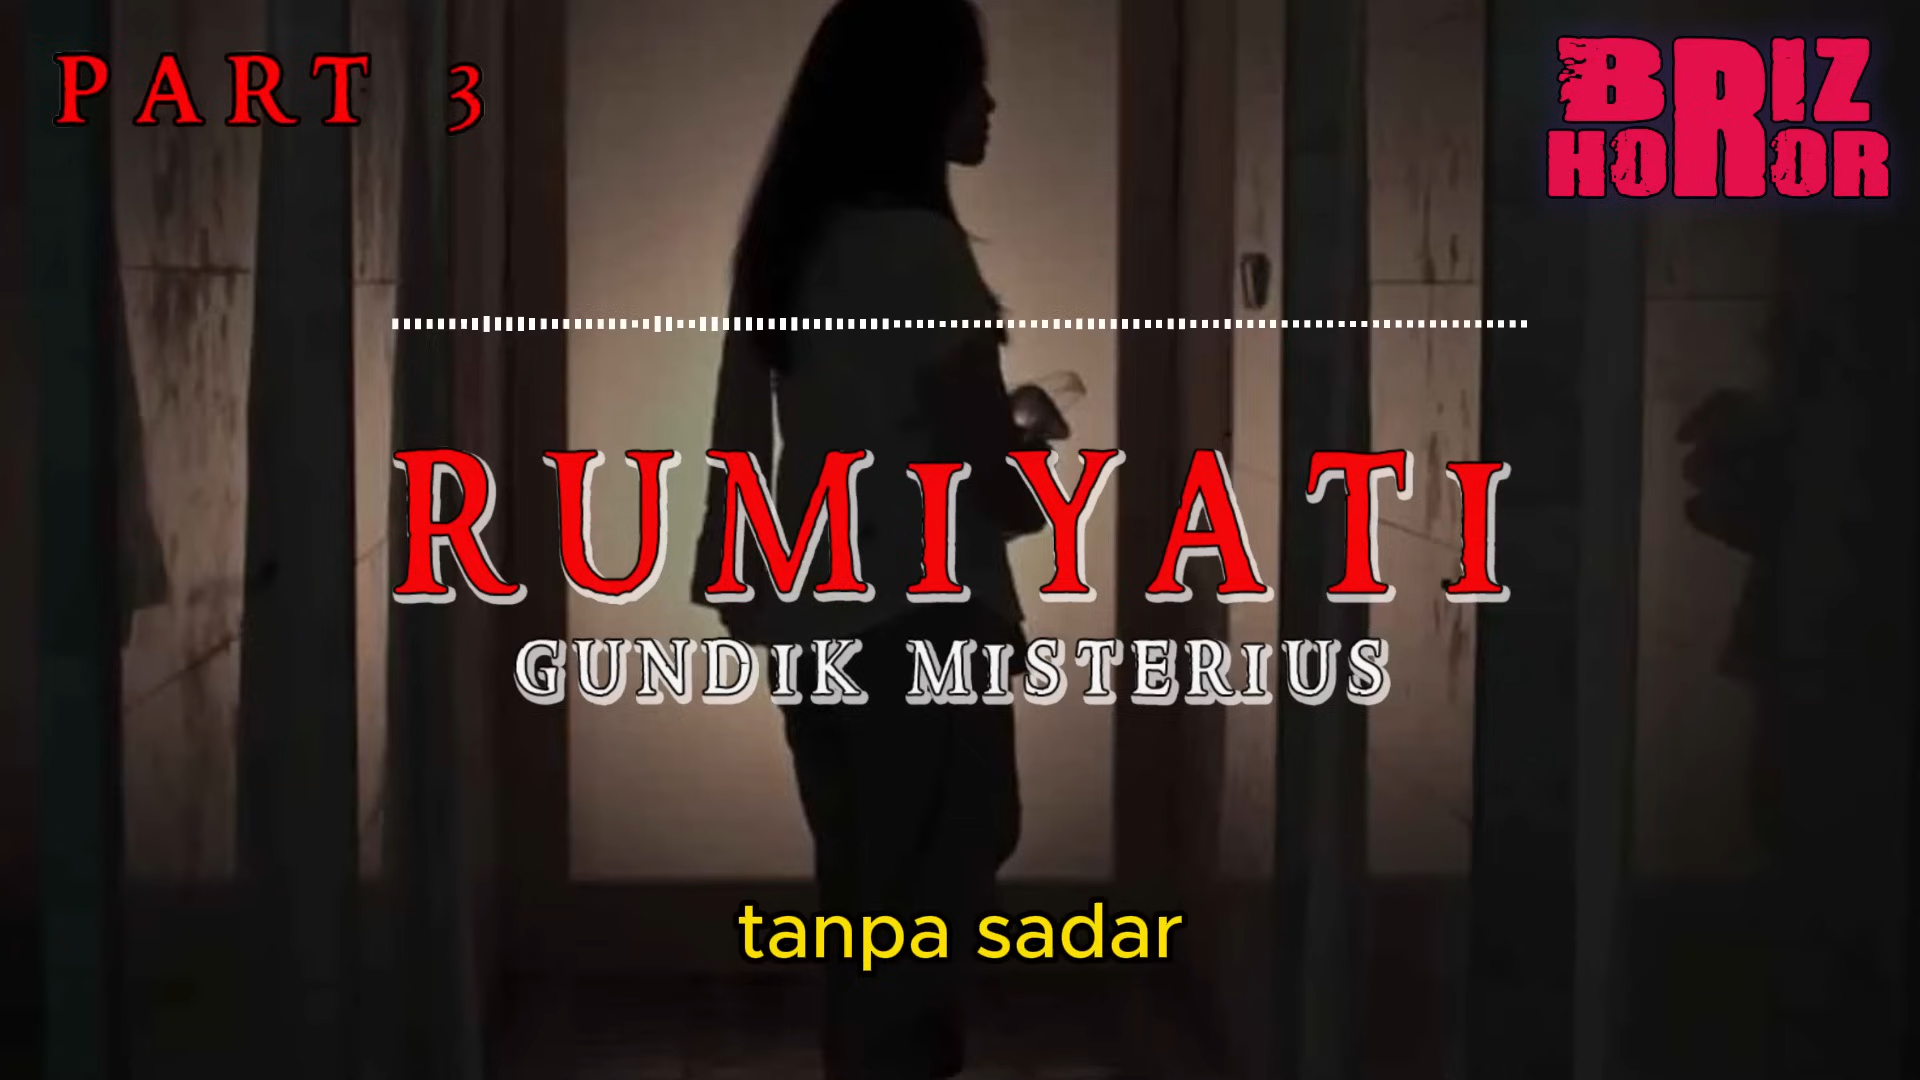 PART 3
BRIZ
HOROR
RUMIYATI
GUNDIK MISTERIUS
tanpa sadar